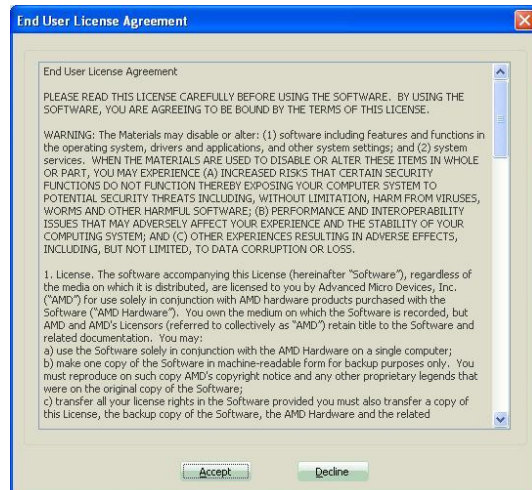 End User License Agreement
End User License Agreement
PLEASE READ THIS LICENSE CAREFULLY BEFORE USING THE SOFTWARE. BY USING THE
SOFTWARE, YOU ARE AGREEING TO BE BOUND BY THE TERMS OF THIS LICENSE.
WARNING: The Materials may disable or alter: (1) software including features and functions in
the operating system, drivers and applications, and other system settings; and (2) system
services. WHEN THE MATERIALS ARE USED TO DISABLE OR ALTER THESE ITEMS IN WHOLE
OR PART, YOU MAY EXPERIENCE (A) INCREASED RISKS THAT CERTAIN SECURITY
FUNCTIONS DO NOT FUNCTION THEREBY EXPOSING YOUR COMPUTER SYSTEM TO
POTENTIAL SECURITY THREATS INCLUDING, WITHOUT LIMITATION, HARM FROM VIRUSES,
WORMS AND OTHER HARMFUL SOFTWARE; (B) PERFORMANCE AND INTEROPERABILITY
ISSUES THAT MAY ADVERSELY AFFECT YOUR EXPERIENCE AND THE STABILITY OF YOUR
COMPUTING SYSTEM; AND (C) OTHER EXPERIENCES RESULTING IN ADVERSE EFFECTS,
INCLUDING, BUT NOT LIMITED, TO DATA CORRUPTION OR LOSS.
1. License. The software accompanying this License (hereinafter "Software"), regardless of
the media on which it is distributed, are licensed to you by Advanced Micro Devices, Inc.
("AMD") for use solely in conjunction with AMD hardware products purchased with the
Software ("AMD Hardware"). You own the medium on which the Software is recorded, but
AMD and AMD's Licensors (referred to collectively as "AMD") retain title to the Software and
related documentation. You may:
a) use the Software solely in conjunction with the AMD Hardware on a single computer;
b) make one copy of the Software in machine-readable form for backup purposes only. You
must reproduce on such copy AMD's copyright notice and any other proprietary legends that
were on the original copy of the Software;
c) transfer all your license rights in the Software provided you must also transfer a copy of
this License, the backup copy of the Software, the AMD Hardware and the related
Accept Decline